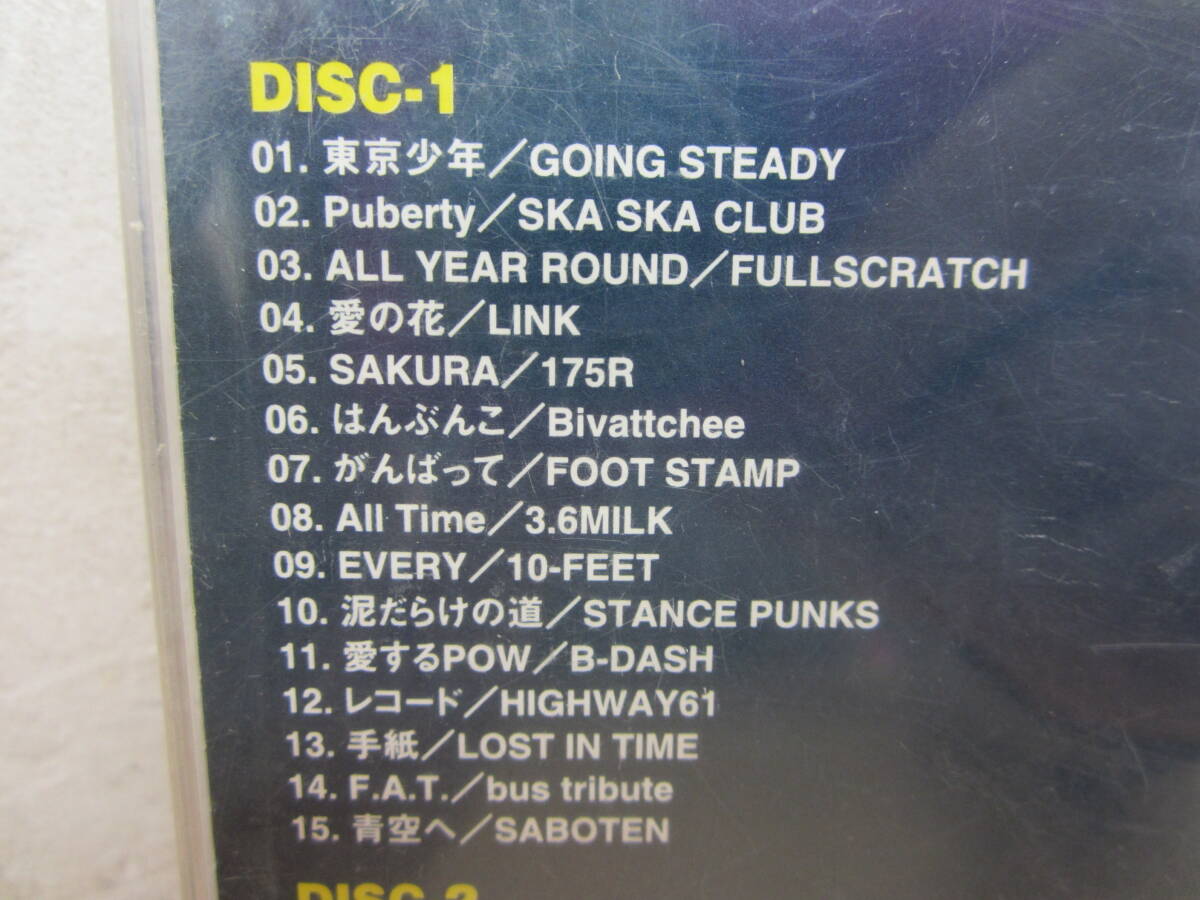 DISC-1
01. 東京少年／GOING STEADY
02. Puberty／SKA SKA CLUB
03. ALL YEAR ROUND／FULLSCRATCH
04. 愛の花／LINK
05. SAKURA／175R
06. はんぶんこ／Bivattchee
07. がんばって／FOOT STAMP
08. All Time／3.6MILK
09. EVERY／10-FEET
10. 泥だらけの道／STANCE PUNKS
11. 愛するPOW／B-DASH
12. レコード／HIGHWAY61
13. 手紙／LOST IN TIME
14. F.A.T.／bus tribute
15. 青空へ／SABOTEN
DISC-2